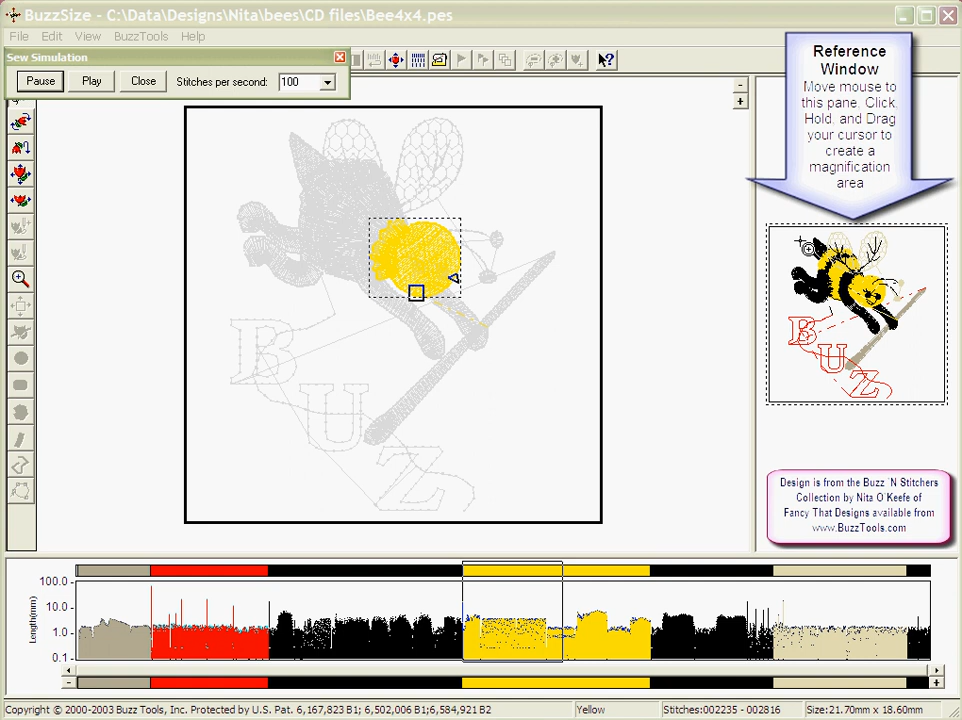 BuzzSize - C:\Data\Designs\Nita\bees\CD files\Bee4x4.pes
File Edit View BuzzTools Help
Sew Simulation
Pause Play Close Stitches per second: 100
Reference
Window
Move mouse to
this pane. Click,
Hold, and Drag
your cursor to
create a
magnification
area
B
U
Z
B
U
Z
Design is from the Buzz 'N Stitchers
Collection by Nita O Keefe of
Fancy That Designs available from
www.BuzzTools.com
Length(mm)
100.0
10.0
1.0
0.1
Copyright © 2000-2003 Buzz Tools, Inc. Protected by U.S. Pat. 6,167,823 B1; 6,502,006 B1;6,584,921 B2
Yellow
Stitches:002235 - 002816
Size:21.70mm x 18.60mm